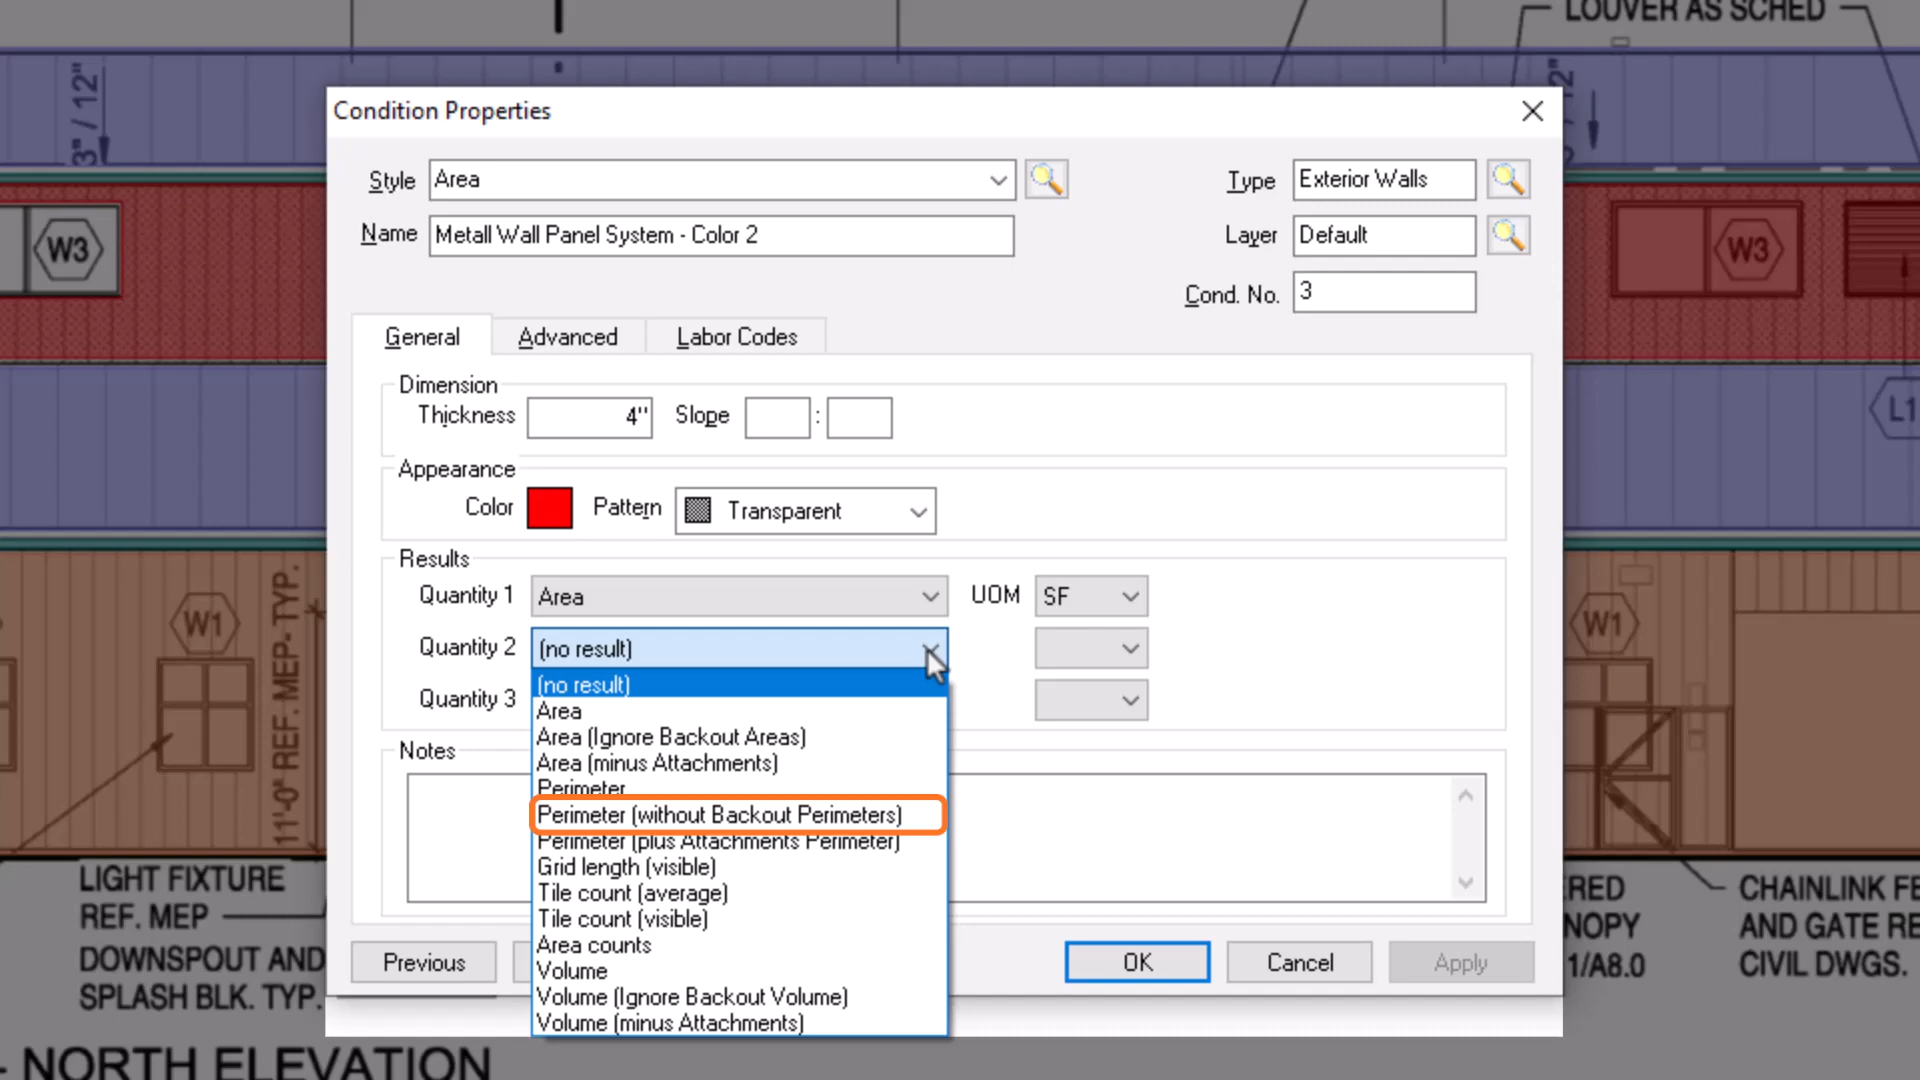 LOUVER AS SCHED
3" / 12"
12"
Condition Properties
Style Area
Type Exterior Walls
Name Metall Wall Panel System - Color 2
Layer Default
Cond. No. 3
W3
W3
General Advanced Labor Codes
Dimension
Thickness 4" Slope :
Appearance
Color Pattern Transparent
L1
Results
Quantity 1 Area UOM SF
Quantity 2 (no result)
Quantity 3
(no result)
Area
Area (Ignore Backout Areas)
Area (minus Attachments)
Perimeter
Perimeter (without Backout Perimeters)
Perimeter (plus Attachments Perimeter)
Grid length (visible)
Tile count (average)
Tile count (visible)
Area counts
Volume
Volume (Ignore Backout Volume)
Volume (minus Attachments)
Notes
Previous OK Cancel Apply
W1
11'-0" REF. MEP- TYP.
W1
LIGHT FIXTURE
REF. MEP
DOWNSPOUT AND
SPLASH BLK. TYP.
RED
NOPY
1/A8.0
CHAINLINK FE
AND GATE RE
CIVIL DWGS.
- NORTH ELEVATION